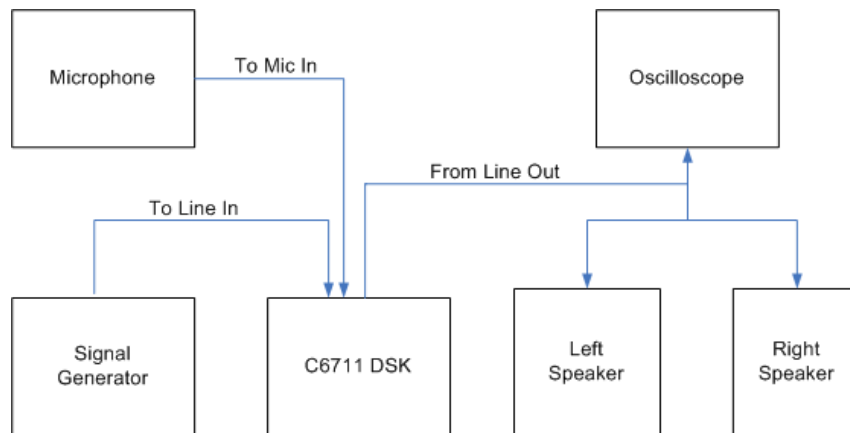 Microphone
To Mic In
Oscilloscope
From Line Out
To Line In
Signal
Generator
C6711 DSK
Left
Speaker
Right
Speaker